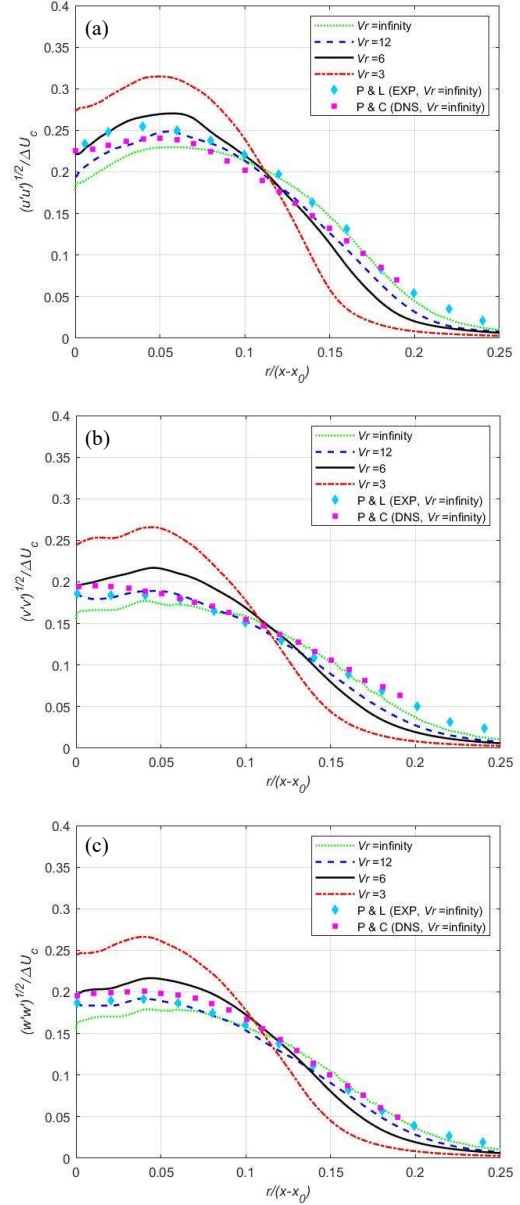 (a)
Vr =infinity
Vr =12
Vr =6
Vr =3
P & L (EXP, Vr =infinity)
P & C (DNS, Vr =infinity)
0.4
0.35
0.3
0.25
0.2
0.15
0.1
0.05
0
(u'u')^1/2/ΔU_c
0 0.05 0.1 0.15 0.2 0.25
r/(x-x_0)
(b)
Vr =infinity
Vr =12
Vr =6
Vr =3
P & L (EXP, Vr =infinity)
P & C (DNS, Vr =infinity)
0.4
0.35
0.3
0.25
0.2
0.15
0.1
0.05
0
(v'v')^1/2/ΔU_c
0 0.05 0.1 0.15 0.2 0.25
r/(x-x_0)
(c)
Vr =infinity
Vr =12
Vr =6
Vr =3
P & L (EXP, Vr =infinity)
P & C (DNS, Vr =infinity)
0.4
0.35
0.3
0.25
0.2
0.15
0.1
0.05
0
(w'w')^1/2/ΔU_c
0 0.05 0.1 0.15 0.2 0.25
r/(x-x_0)